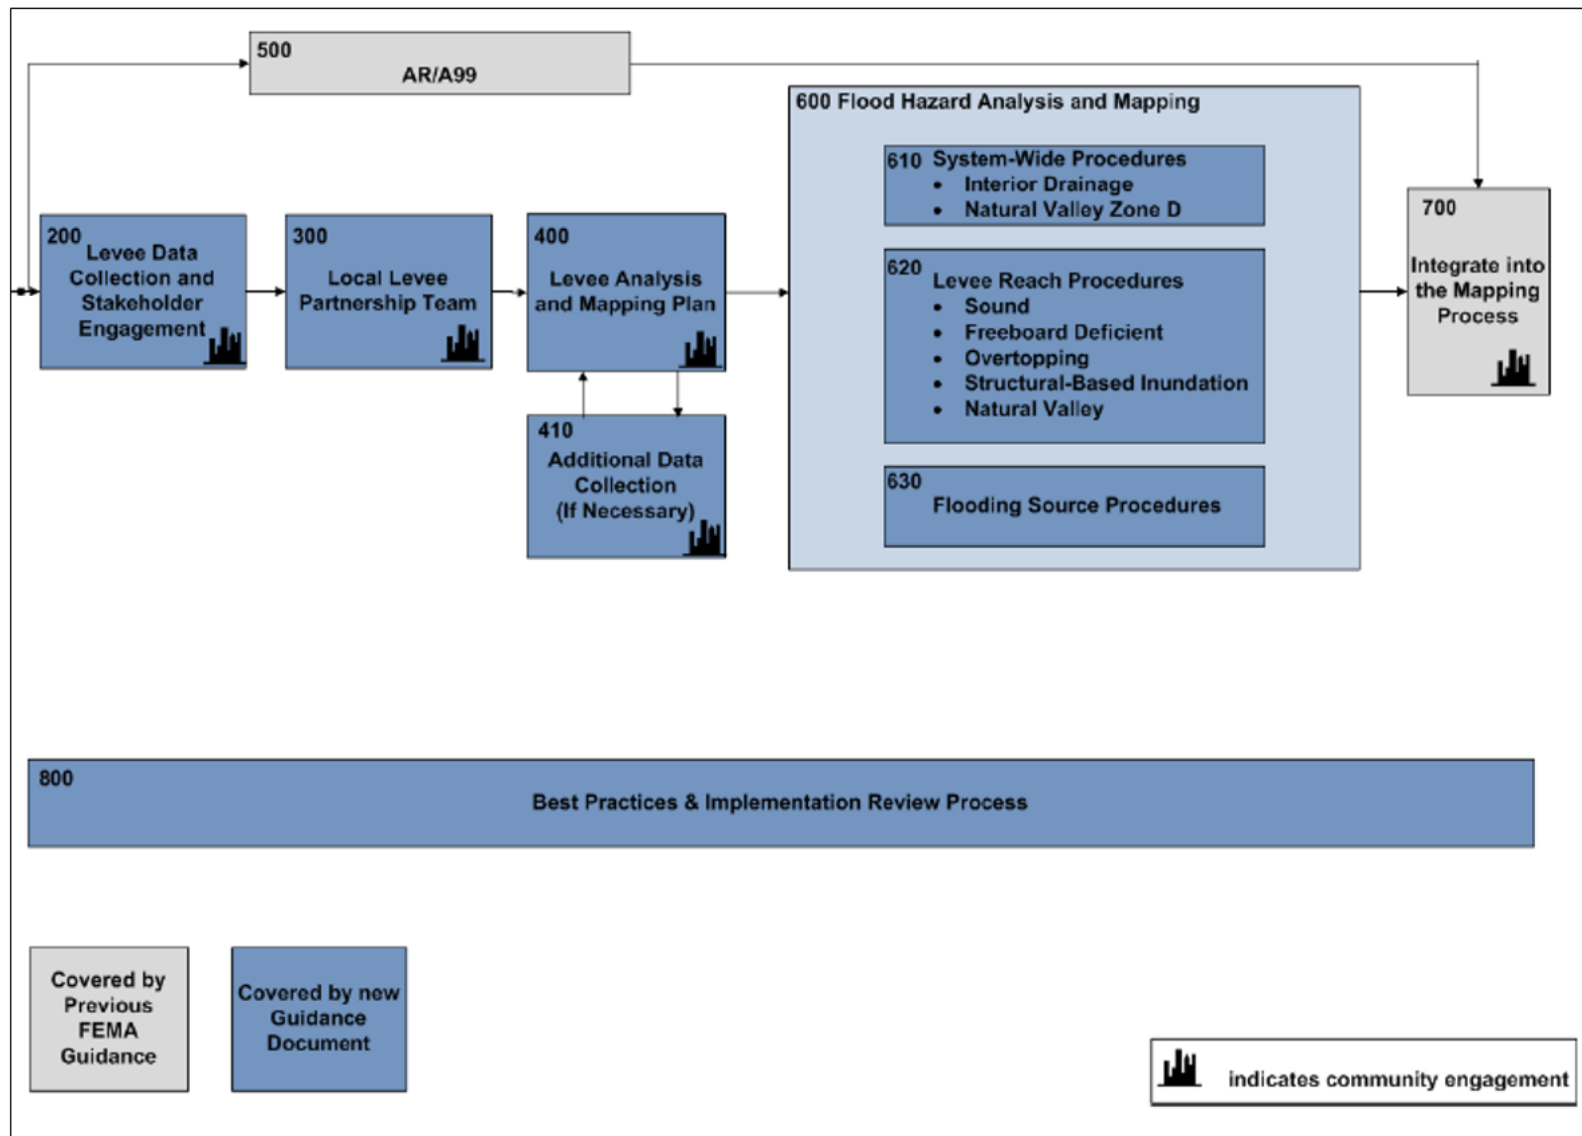 500
AR/A99
600 Flood Hazard Analysis and Mapping
610 System-Wide Procedures
• Interior Drainage
• Natural Valley Zone D
200
Levee Data
Collection and
Stakeholder
Engagement
300
Local Levee
Partnership Team
400
Levee Analysis
and Mapping Plan
410
Additional Data
Collection
(If Necessary)
620
Levee Reach Procedures
• Sound
• Freeboard Deficient
• Overtopping
• Structural-Based Inundation
• Natural Valley
630
Flooding Source Procedures
700
Integrate into
the Mapping
Process
800
Best Practices & Implementation Review Process
Covered by
Previous
FEMA
Guidance
Covered by new
Guidance
Document
indicates community engagement